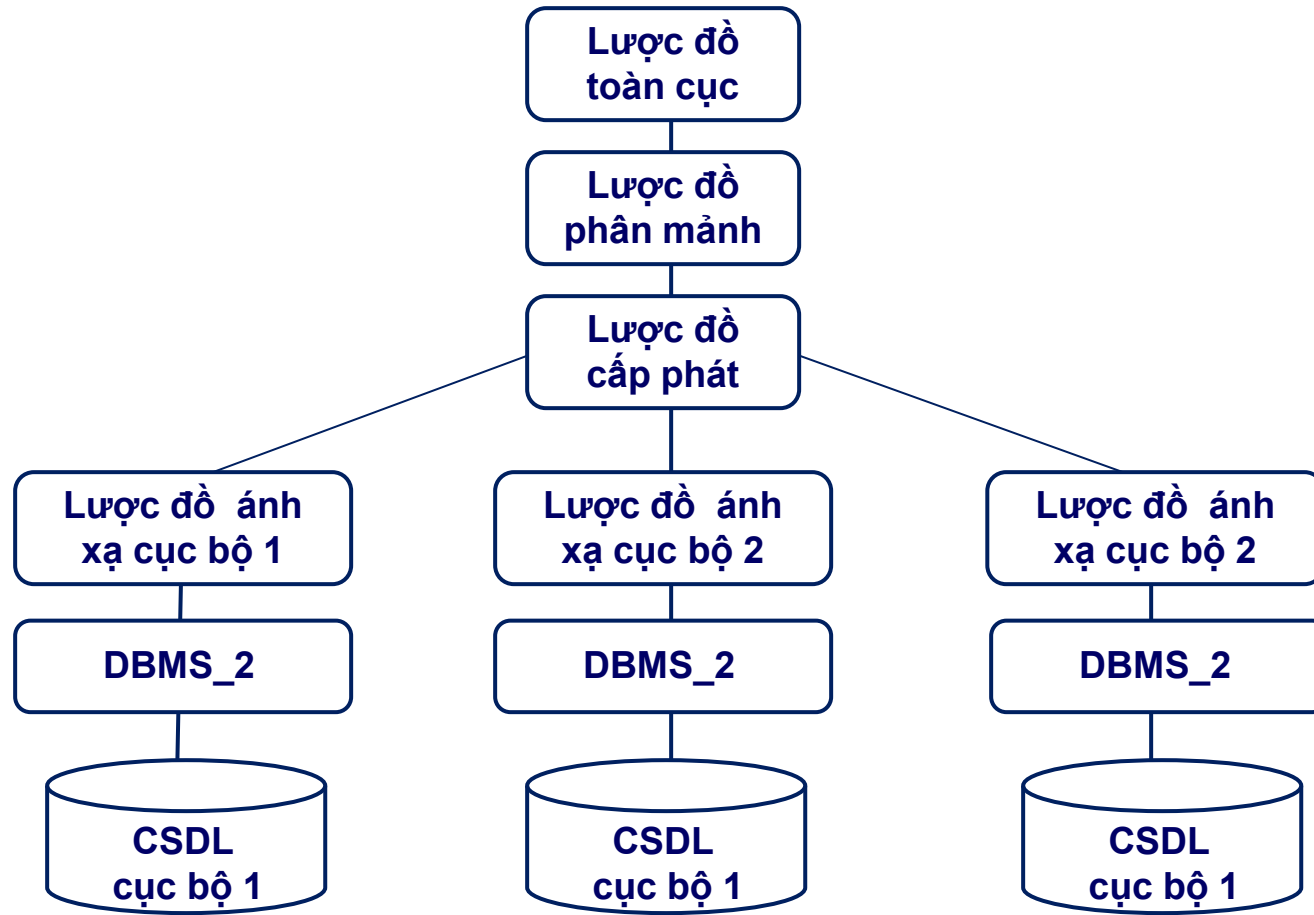 Lược đồ
toàn cục
Lược đồ
phân mảnh
Lược đồ
cấp phát
Lược đồ  ánh
xạ cục bộ 1
Lược đồ  ánh
xạ cục bộ 2
Lược đồ  ánh
xạ cục bộ 2
DBMS_2
DBMS_2
DBMS_2
CSDL
cục bộ 1
CSDL
cục bộ 1
CSDL
cục bộ 1